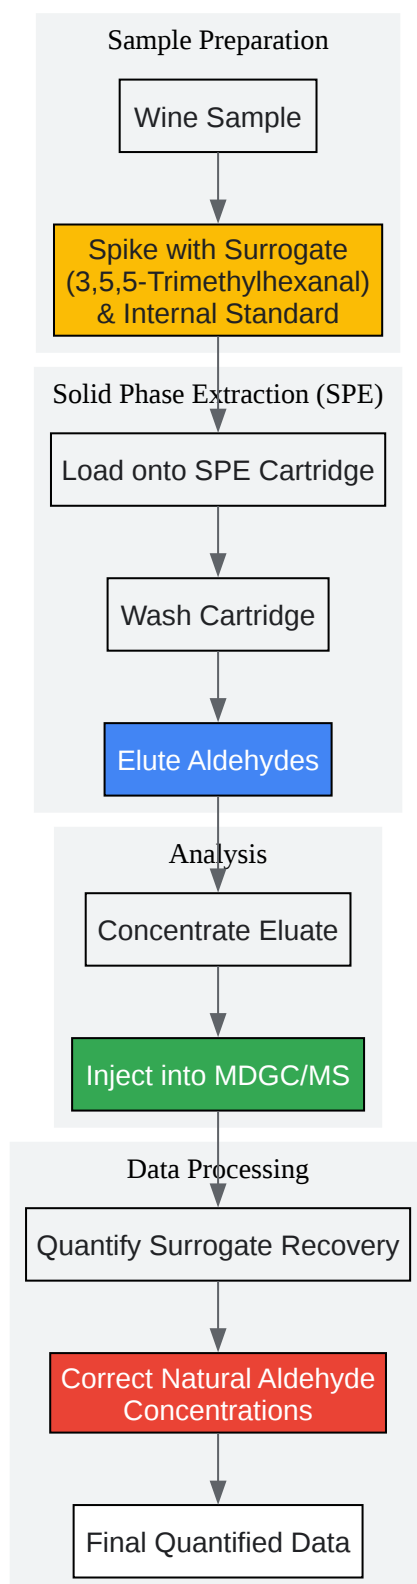 Sample Preparation
Wine Sample
Spike with Surrogate
(3,5,5-Trimethylhexanal)
& Internal Standard
Solid Phase Extraction (SPE)
Load onto SPE Cartridge
Wash Cartridge
Elute Aldehydes
Analysis
Concentrate Eluate
Inject into MDGC/MS
Data Processing
Quantify Surrogate Recovery
Correct Natural Aldehyde
Concentrations
Final Quantified Data